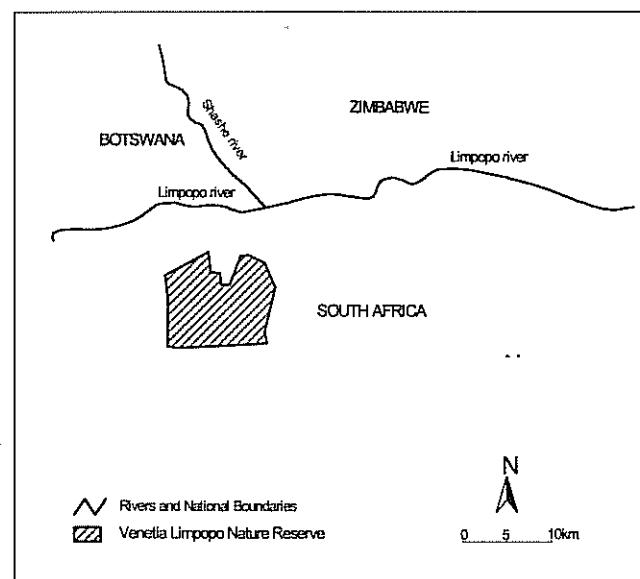 ZIMBABWE
Shashe river
BOTSWANA
Limpopo river
Limpopo river
SOUTH AFRICA
N
Rivers and National Boundaries
Venetia Limpopo Nature Reserve
0 5 10km